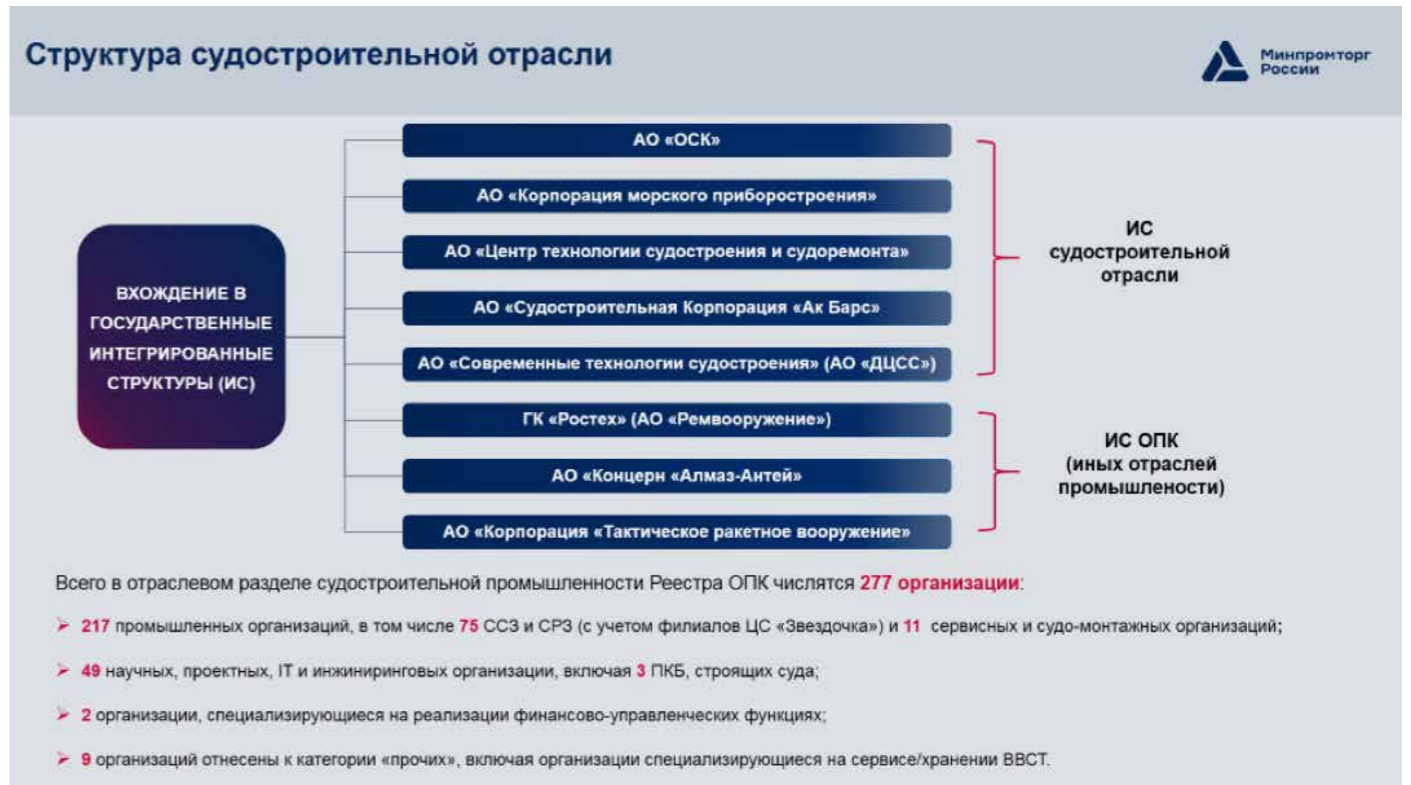 Структура судостроительной отрасли
Минпромторг
России
ВХОЖДЕНИЕ В
ГОСУДАРСТВЕННЫЕ
ИНТЕГРИРОВАННЫЕ
СТРУКТУРЫ (ИС)
АО «ОСК»
АО «Корпорация морского приборостроения»
АО «Центр технологии судостроения и судоремонта»
АО «Судостроительная Корпорация «Ак Барс»
АО «Современные технологии судостроения» (АО «ДЦСС»)
ГК «Ростех» (АО «Ремвооружение»)
АО «Концерн «Алмаз-Антей»
АО «Корпорация «Тактическое ракетное вооружение»
ИС
судостроительной
отрасли
ИС ОПК
(иных отраслей
промышлености)
Всего в отраслевом разделе судостроительной промышленности Реестра ОПК числятся 277 организации:
➢ 217 промышленных организаций, в том числе 75 ССЗ и СРЗ (с учетом филиалов ЦС «Звездочка») и 11 сервисных и судо-монтажных организаций;
➢ 49 научных, проектных, IT и инжиниринговых организации, включая 3 ПКБ, строящих суда;
➢ 2 организации, специализирующиеся на реализации финансово-управленческих функциях;
➢ 9 организаций отнесены к категории «прочих», включая организации специализирующиеся на сервисе/хранении ВВСТ.